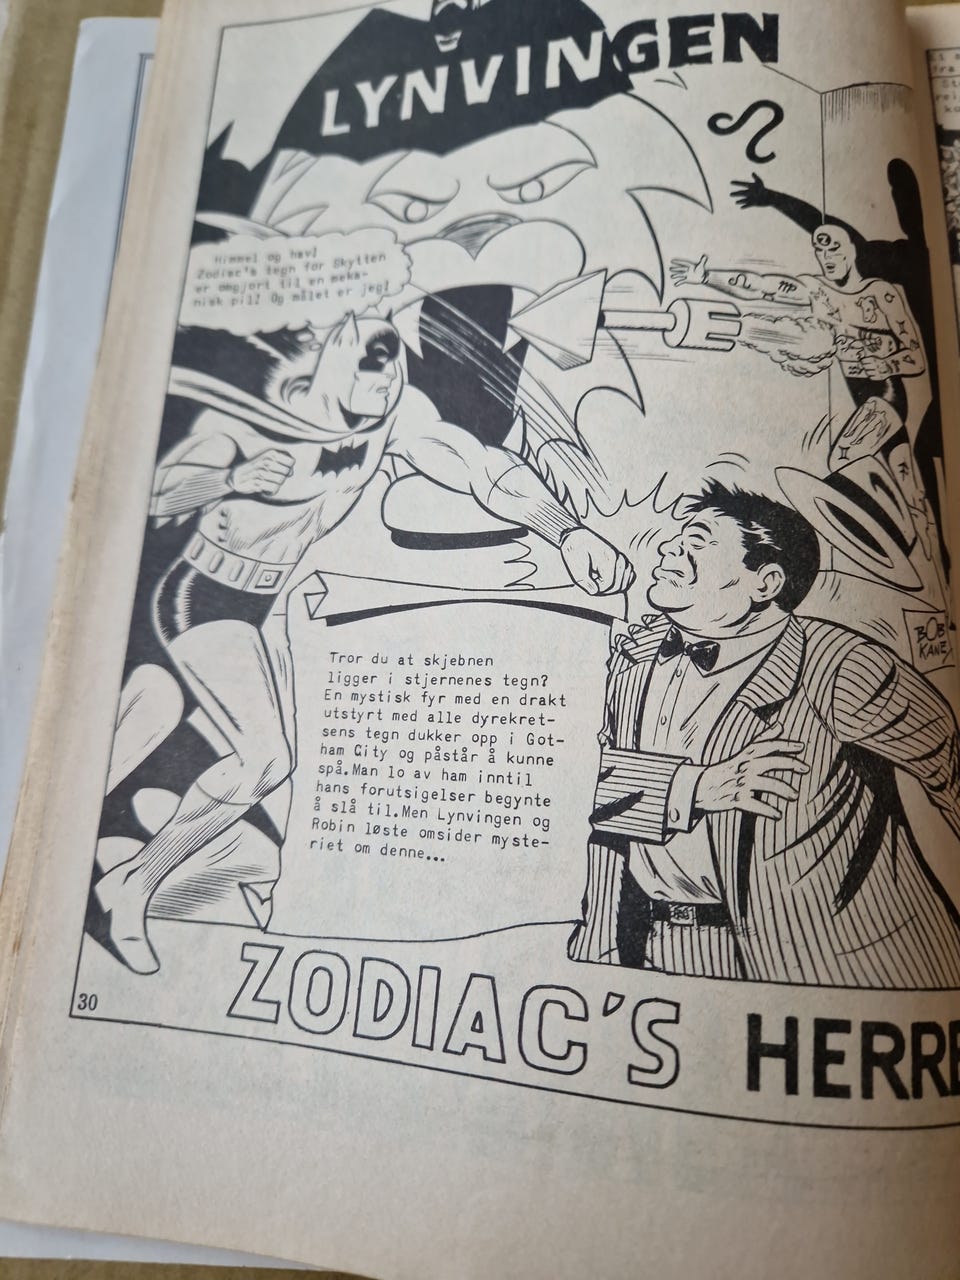 LYNVINGEN
Himmel og hav!
Zodiac's tegn for Skytten
er omgjort til en meka-
nisk pil! Og målet er jeg!
BOB
KANE
Tror du at skjebnen
ligger i stjernenes tegn?
En mystisk fyr med en drakt
utstyrt med alle dyrekret-
sens tegn dukker opp i Got-
ham City og påstår å kunne
spå.Man lo av ham inntil
hans forutsigelser begynte
å slå til.Men Lynvingen og
Robin løste omsider myste-
riet om denne...
ZODIAC'S HERRE
30